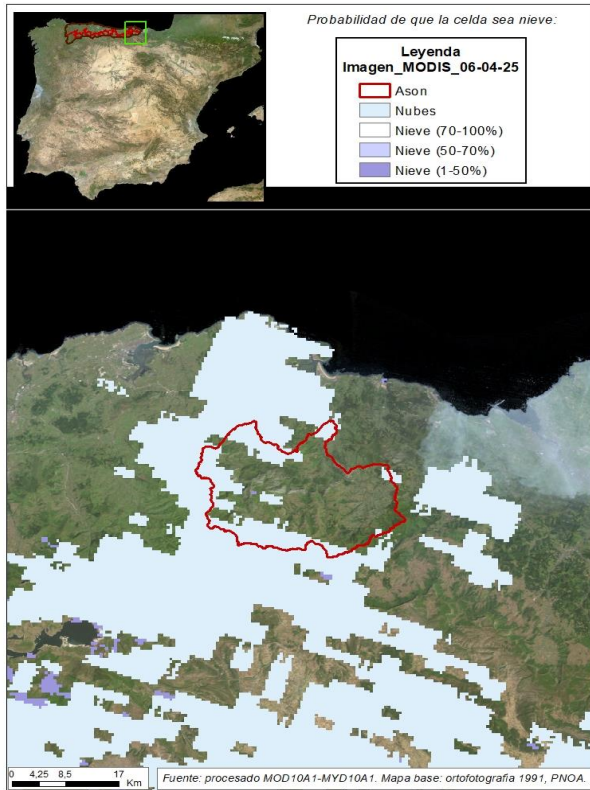 Probabilidad de que la celda sea nieve:
Leyenda
Imagen_MODIS_06-04-25
Ason
Nubes
Nieve (70-100%)
Nieve (50-70%)
Nieve (1-50%)
0 4,25 8,5 17
Km
Fuente: procesado MOD10A1-MYD10A1. Mapa base: ortofotografia 1991, PNOA.